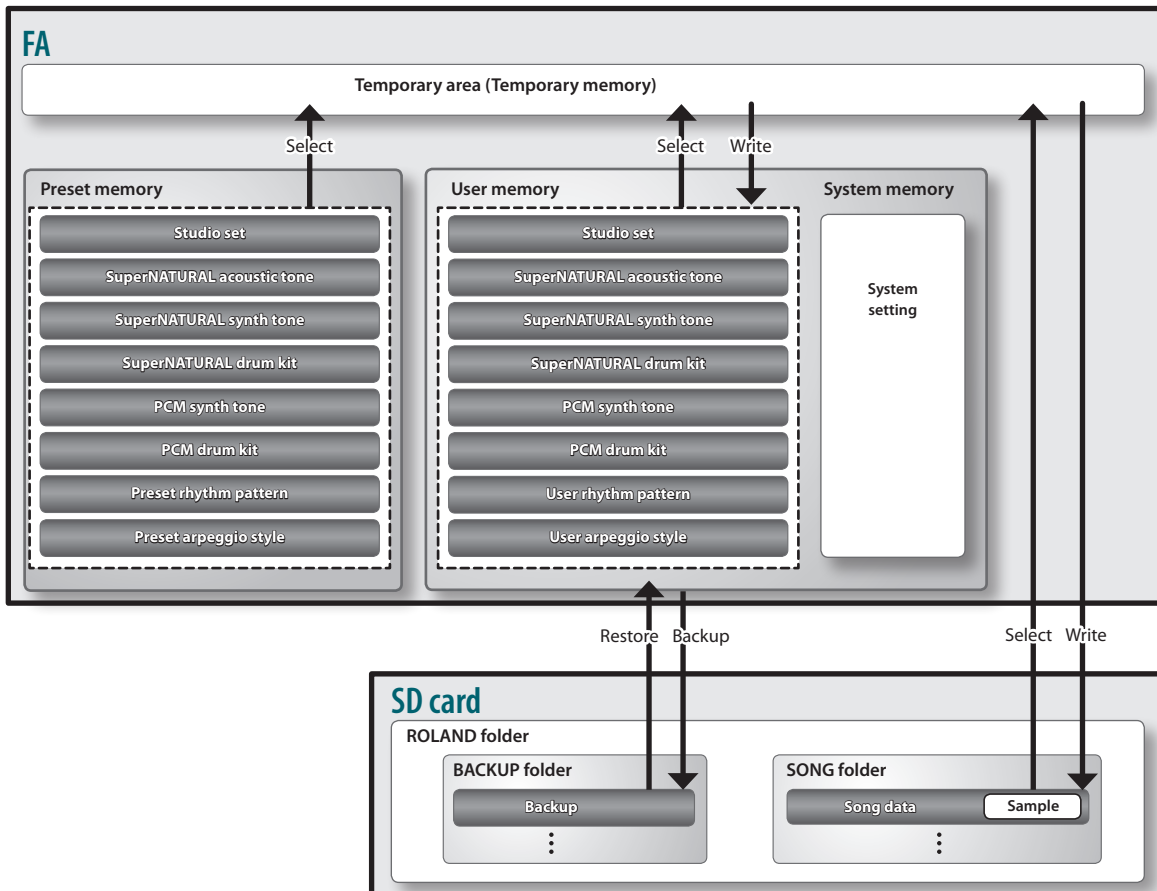 FA
Temporary area (Temporary memory)
Select
Select
Write
Preset memory
Studio set
SuperNATURAL acoustic tone
SuperNATURAL synth tone
SuperNATURAL drum kit
PCM synth tone
PCM drum kit
Preset rhythm pattern
Preset arpeggio style
User memory
Studio set
SuperNATURAL acoustic tone
SuperNATURAL synth tone
SuperNATURAL drum kit
PCM synth tone
PCM drum kit
User rhythm pattern
User arpeggio style
System memory
System
setting
Restore
Backup
Select
Write
SD card
ROLAND folder
BACKUP folder
Backup
SONG folder
Song data
Sample